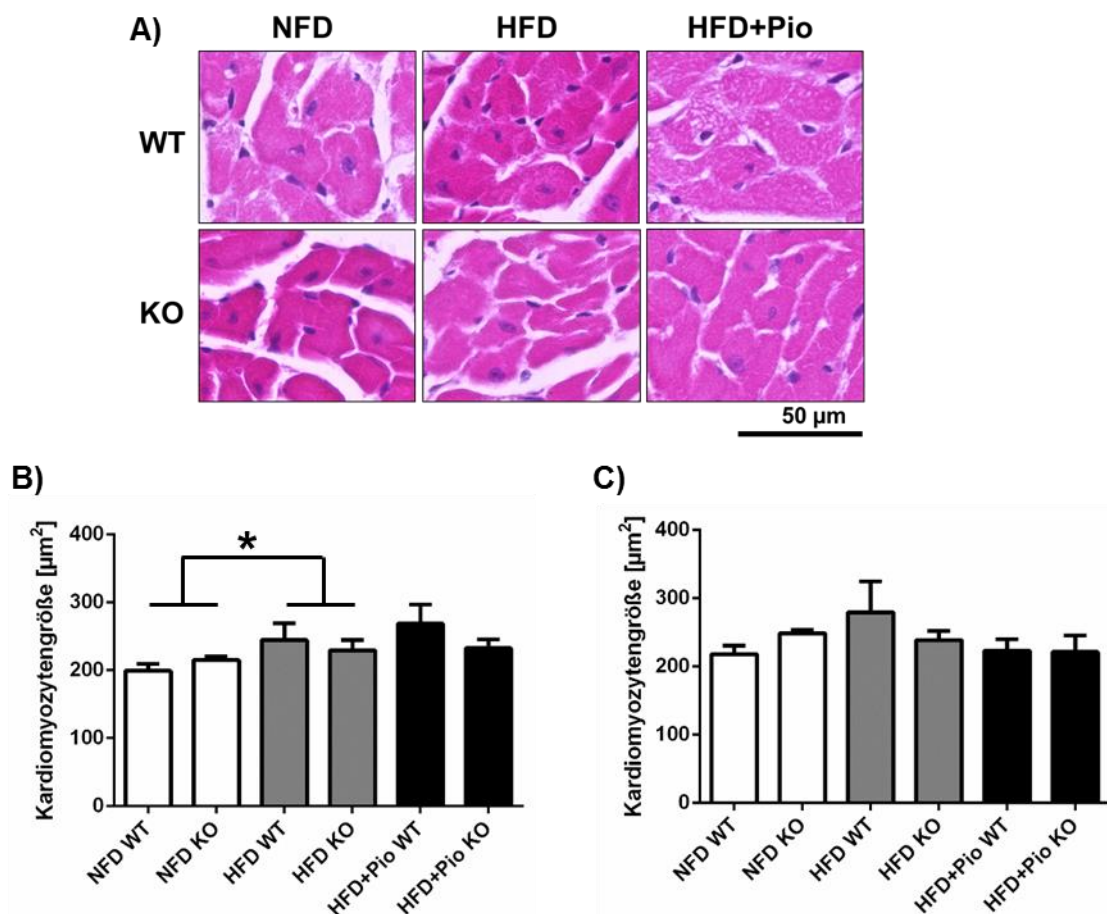 A)
NFD HFD HFD+Pio
WT
KO
50 µm
B)
Kardiomyozytengröße [µm²]
400
300
200
100
0
*
NFD WT
NFD KO
HFD WT
HFD KO
HFD+Pio WT
HFD+Pio KO
C)
Kardiomyozytengröße [µm²]
400
300
200
100
0
NFD WT
NFD KO
HFD WT
HFD KO
HFD+Pio WT
HFD+Pio KO